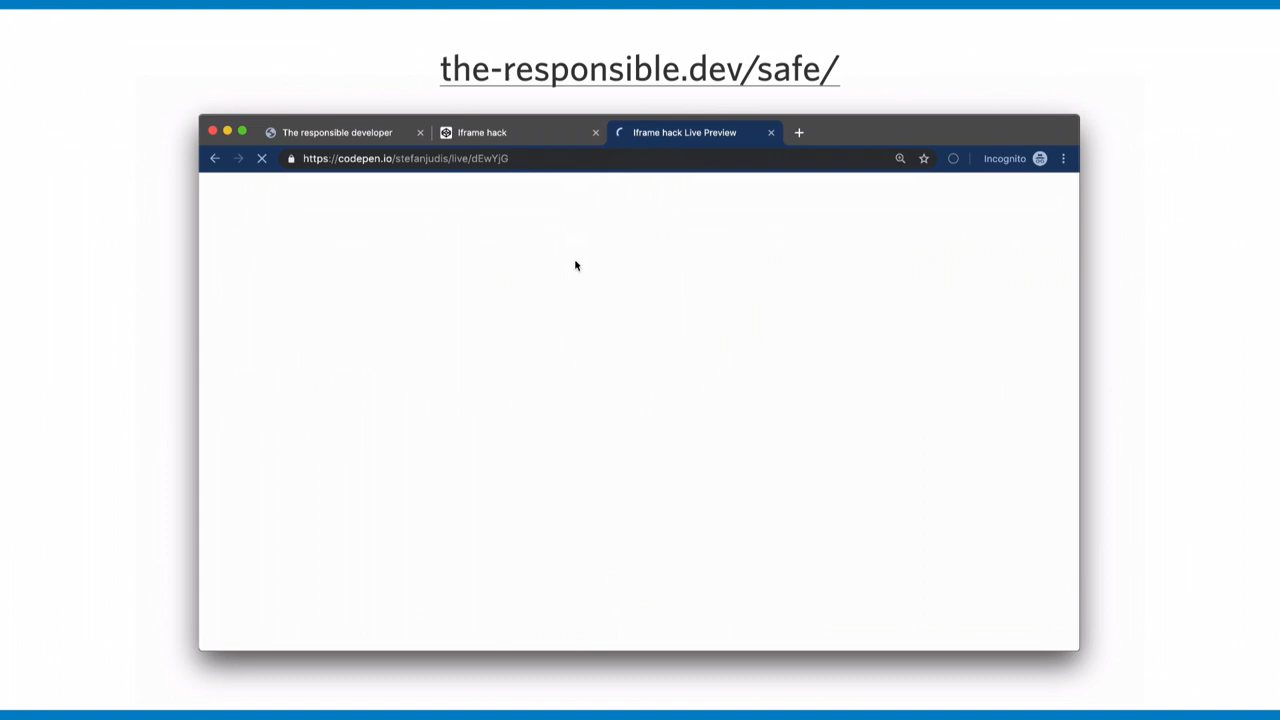 the-responsible.dev/safe/
The responsible developer
Iframe hack
Iframe hack Live Preview
https://codepen.io/stefanjudis/live/dEwYjG
Incognito